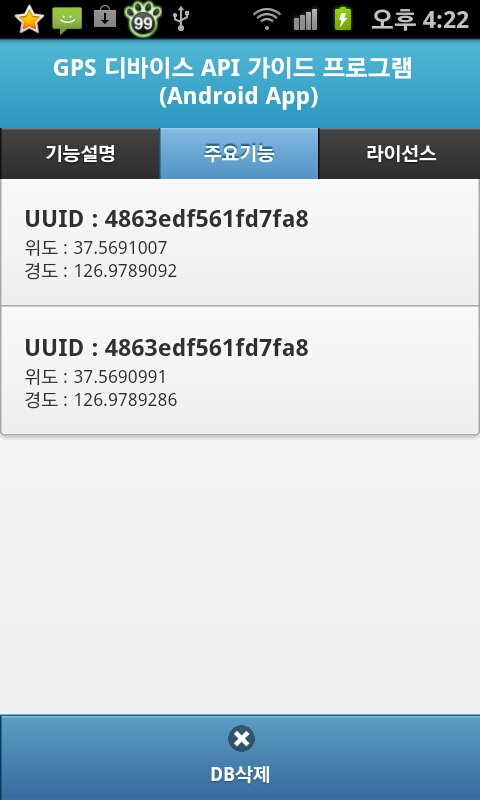 99
오후 4:22
GPS 디바이스 API 가이드 프로그램
(Android App)
기능설명
주요기능
라이선스
UUID : 4863edf561fd7fa8
위도 : 37.5691007
경도 : 126.9789092
UUID : 4863edf561fd7fa8
위도 : 37.5690991
경도 : 126.9789286
DB삭제